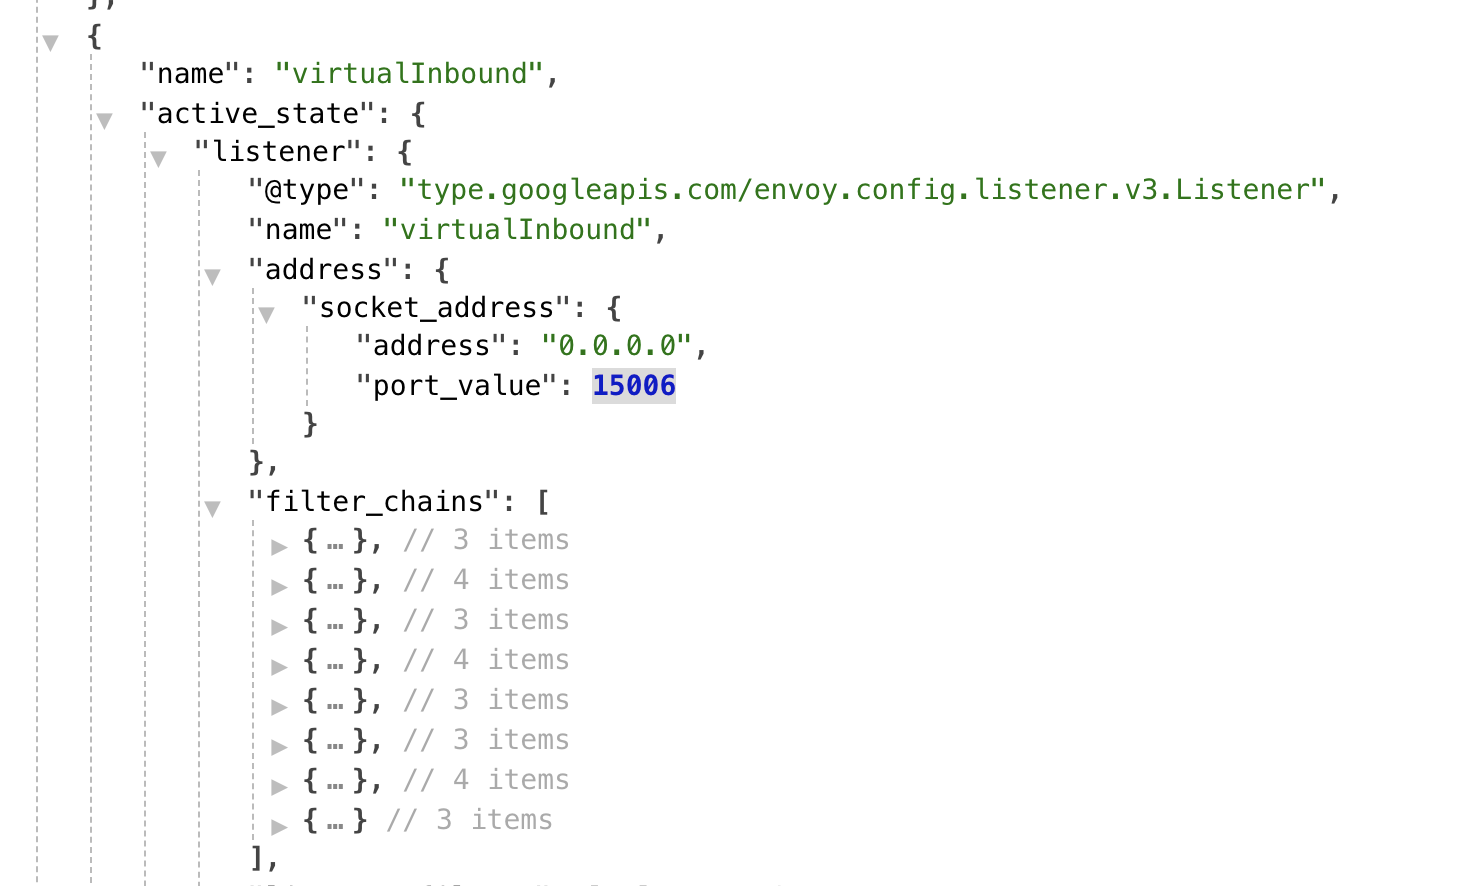 },
{
"name": "virtualInbound",
"active_state": {
"listener": {
"@type": "type.googleapis.com/envoy.config.listener.v3.Listener",
"name": "virtualInbound",
"address": {
"socket_address": {
"address": "0.0.0.0",
"port_value": 15006
}
},
"filter_chains": [
{…}, // 3 items
{…}, // 4 items
{…}, // 3 items
{…}, // 4 items
{…}, // 3 items
{…}, // 3 items
{…}, // 4 items
{…} // 3 items
],